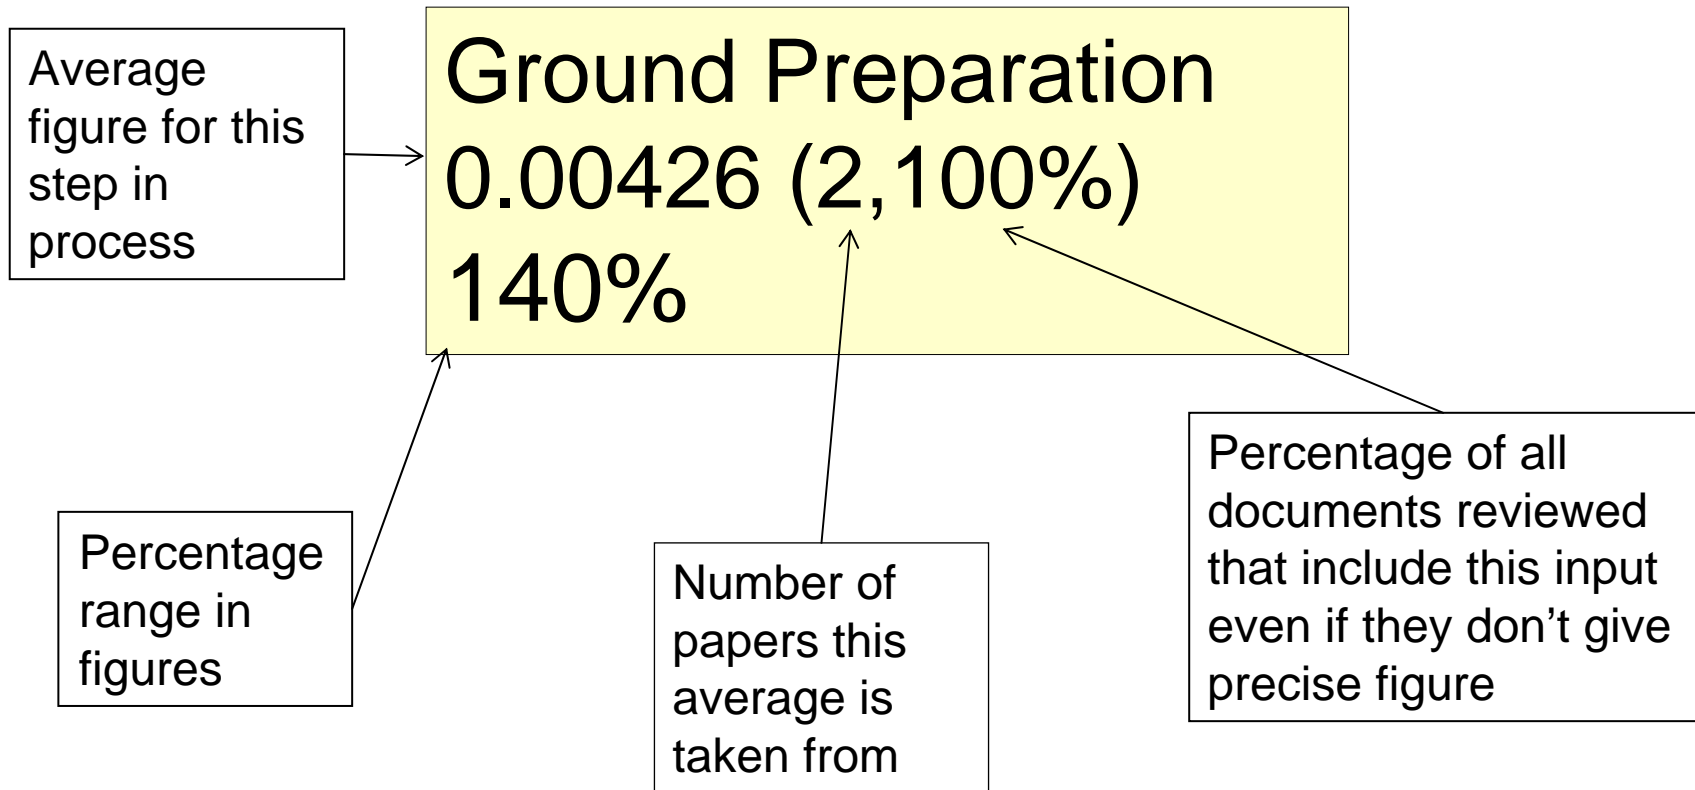 Average
figure for this
step in
process
Ground Preparation
0.00426 (2,100%)
140%
Percentage
range in
figures
Number of
papers this
average is
taken from
Percentage of all
documents reviewed
that include this input
even if they don’t give
precise figure